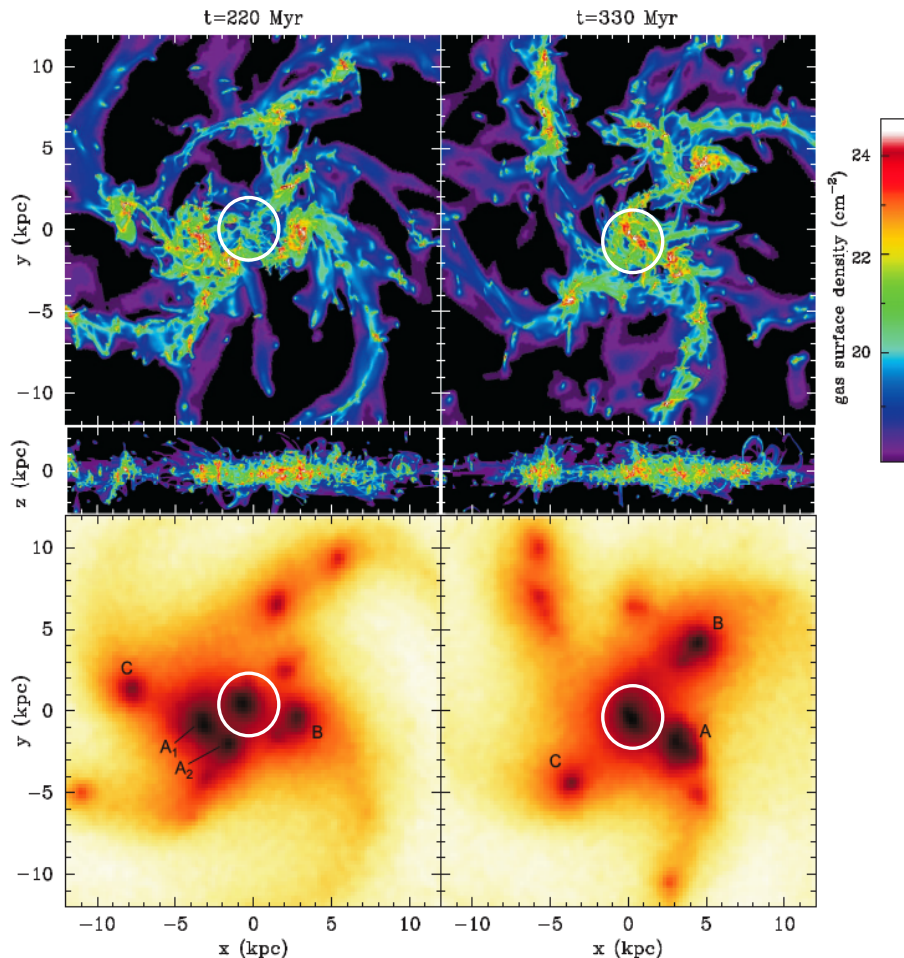 t=220 Myr t=330 Myr
10
5
0
−5
−10
y (kpc)
24
22
20
gas surface density (cm⁻²)
0
z (kpc)
10
5
0
−5
−10
y (kpc)
C
A₁
A₂
B
B
A
C
−10 −5 0 5 10 −10 −5 0 5 10
x (kpc) x (kpc)